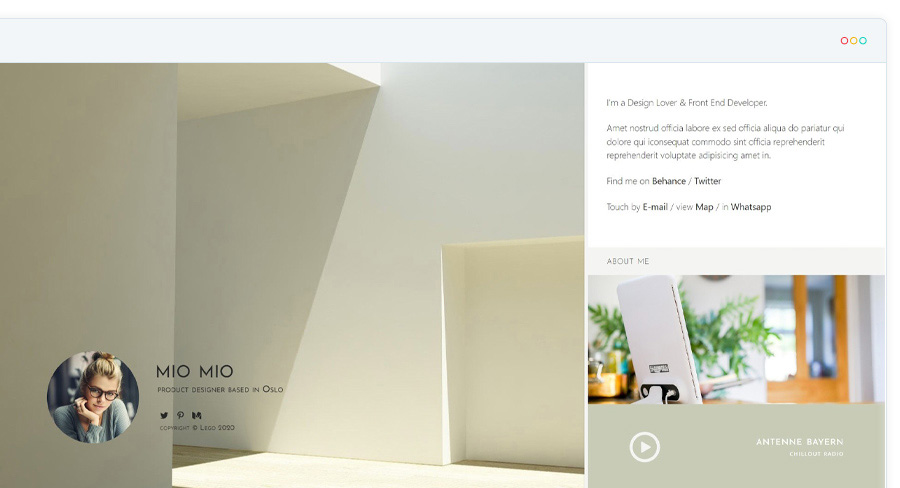 I'm a Design Lover & Front End Developer.
Amet nostrud officia labore ex sed officia aliqua do pariatur qui
dolore qui iconsequat commodo sint officia reprehenderit
reprehenderit voluptate adipisicing amet in.
Find me on Behance / Twitter
Touch by E-mail / view Map / in Whatsapp
ABOUT ME
MIO MIO
PRODUCT DESIGNER BASED IN OSLO
COPYRIGHT © LEGO 2020
ANTENNE BAYERN
CHILLOUT RADIO